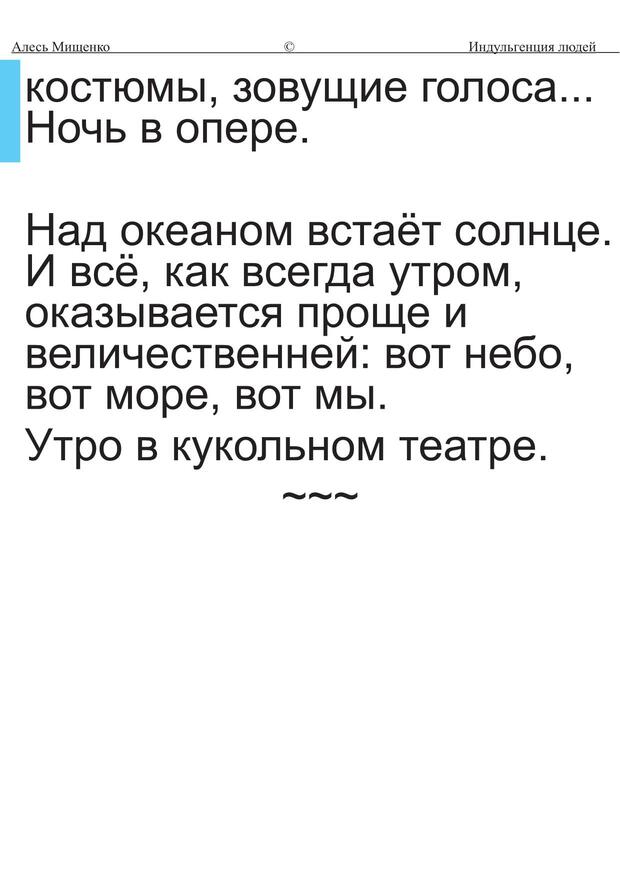 Алесь Мищенко © Индульгенция людей
костюмы, зовущие голоса...
Ночь в опере.
Над океаном встаёт солнце.
И всё, как всегда утром,
оказывается проще и
величественней: вот небо,
вот море, вот мы.
Утро в кукольном театре.
~~~